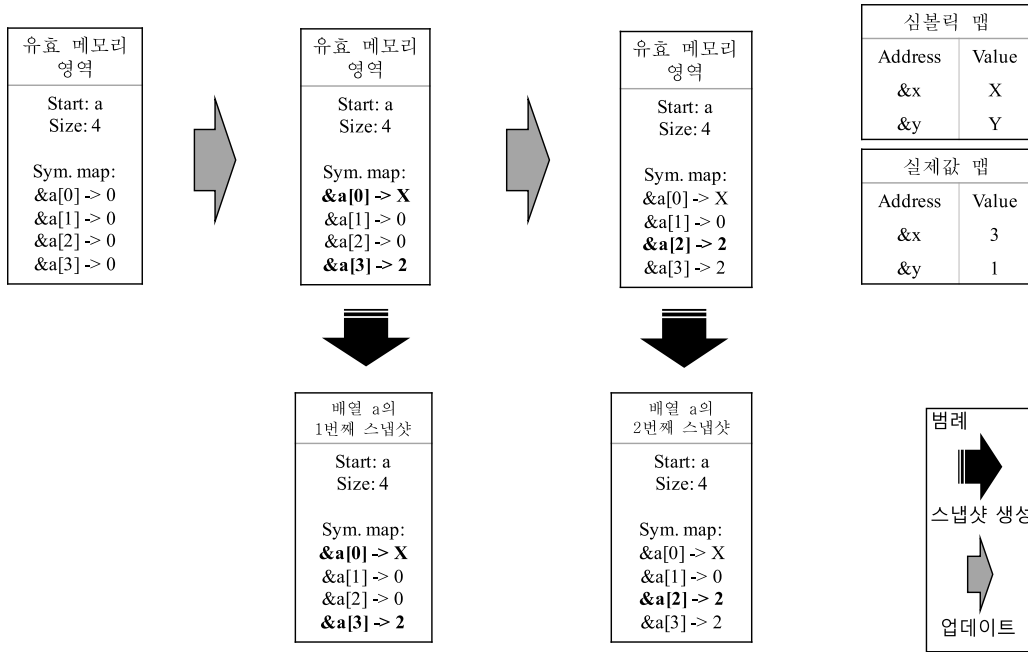 유효 메모리
영역
Start: a
Size: 4
Sym. map:
&a[0] -> 0
&a[1] -> 0
&a[2] -> 0
&a[3] -> 0
유효 메모리
영역
Start: a
Size: 4
Sym. map:
&a[0] -> X
&a[1] -> 0
&a[2] -> 0
&a[3] -> 2
유효 메모리
영역
Start: a
Size: 4
Sym. map:
&a[0] -> X
&a[1] -> 0
&a[2] -> 2
&a[3] -> 2
심볼릭 맵
Address Value
&x X
&y Y
실제값 맵
Address Value
&x 3
&y 1
배열 a의
1번째 스냅샷
Start: a
Size: 4
Sym. map:
&a[0] -> X
&a[1] -> 0
&a[2] -> 0
&a[3] -> 2
배열 a의
2번째 스냅샷
Start: a
Size: 4
Sym. map:
&a[0] -> X
&a[1] -> 0
&a[2] -> 2
&a[3] -> 2
범례
스냅샷 생성
업데이트